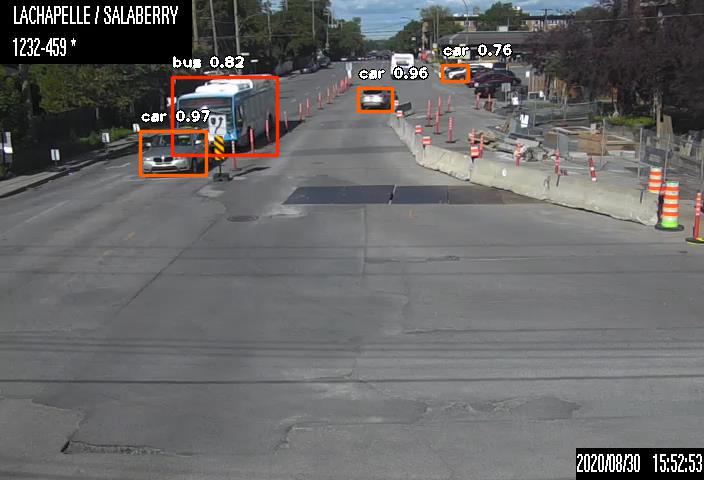 LACHAPELLE / SALABERRY
1232-459 *
bus 0.82
car 0.76
car 0.96
car 0.97
2020/08/30 15:52:53